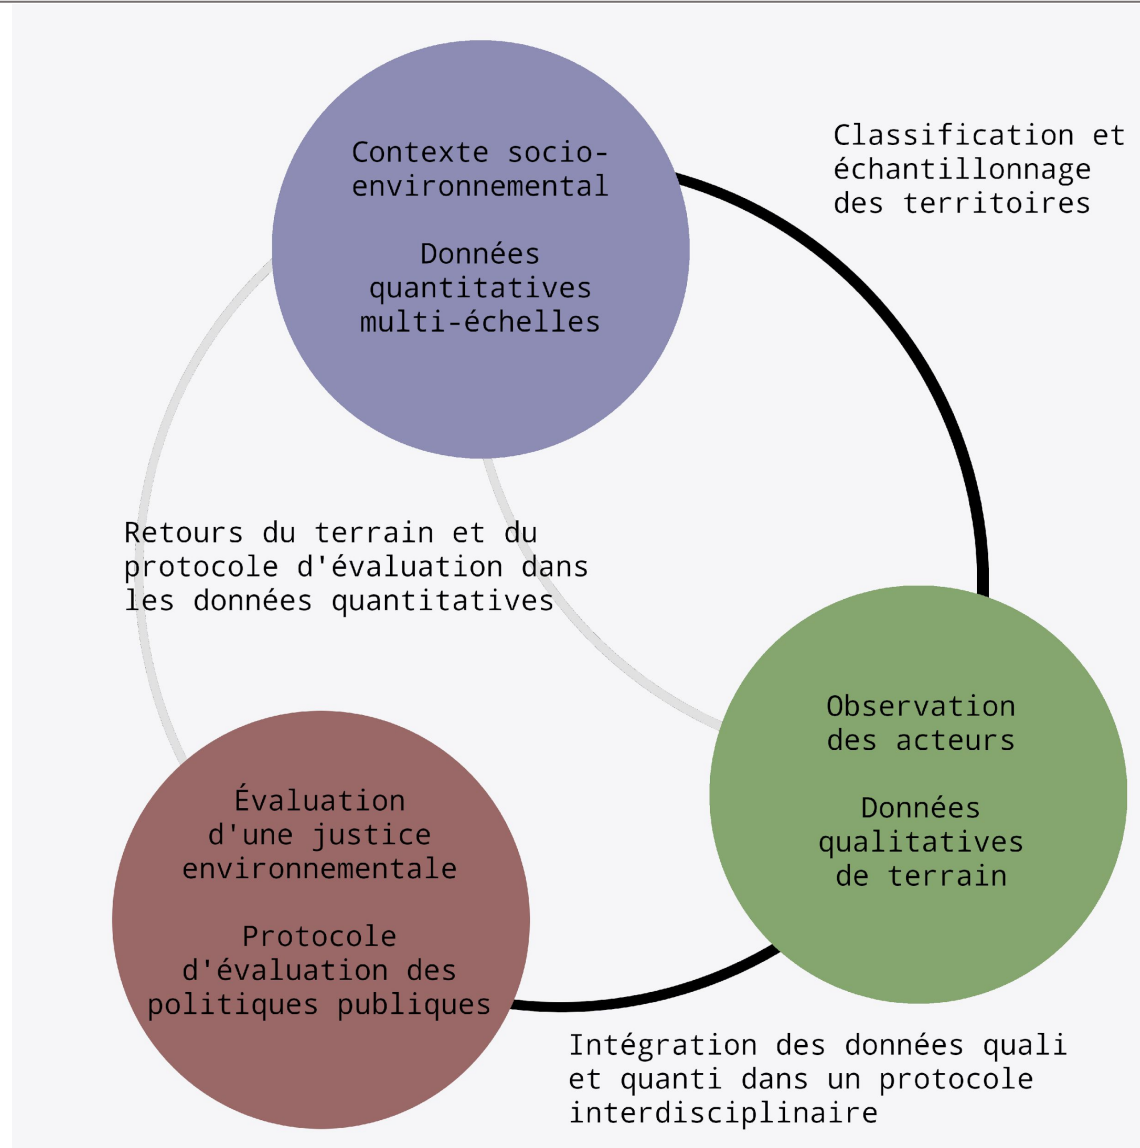 Contexte socio-
environnemental
Données
quantitatives
multi-échelles
Classification et
échantillonnage
des territoires
Retours du terrain et du
protocole d'évaluation dans
les données quantitatives
Observation
des acteurs
Données
qualitatives
de terrain
Évaluation
d'une justice
environnementale
Protocole
d'évaluation des
politiques publiques
Intégration des données quali
et quanti dans un protocole
interdisciplinaire